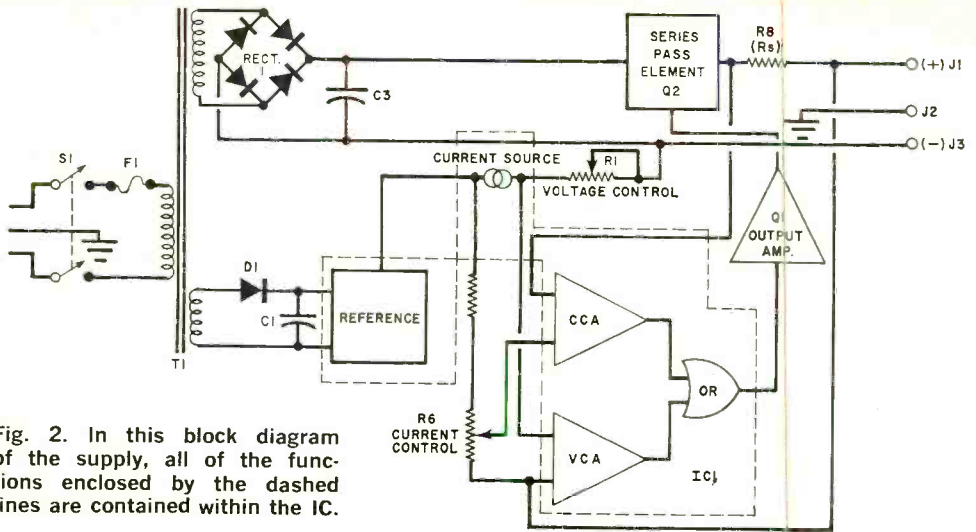 R8
(Rs)
SERIES
PASS
ELEMENT
Q2
RECT.
1
C3
(+) J1
J2
(-) J3
S1
F1
CURRENT SOURCE
R1
VOLTAGE CONTROL
Q1
OUTPUT
AMP.
D1
C1
REFERENCE
CCA
OR
T1
R6
CURRENT
CONTROL
VCA
IC1
Fig. 2. In this block diagram
of the supply, all of the func-
tions enclosed by the dashed
lines are contained within the IC.